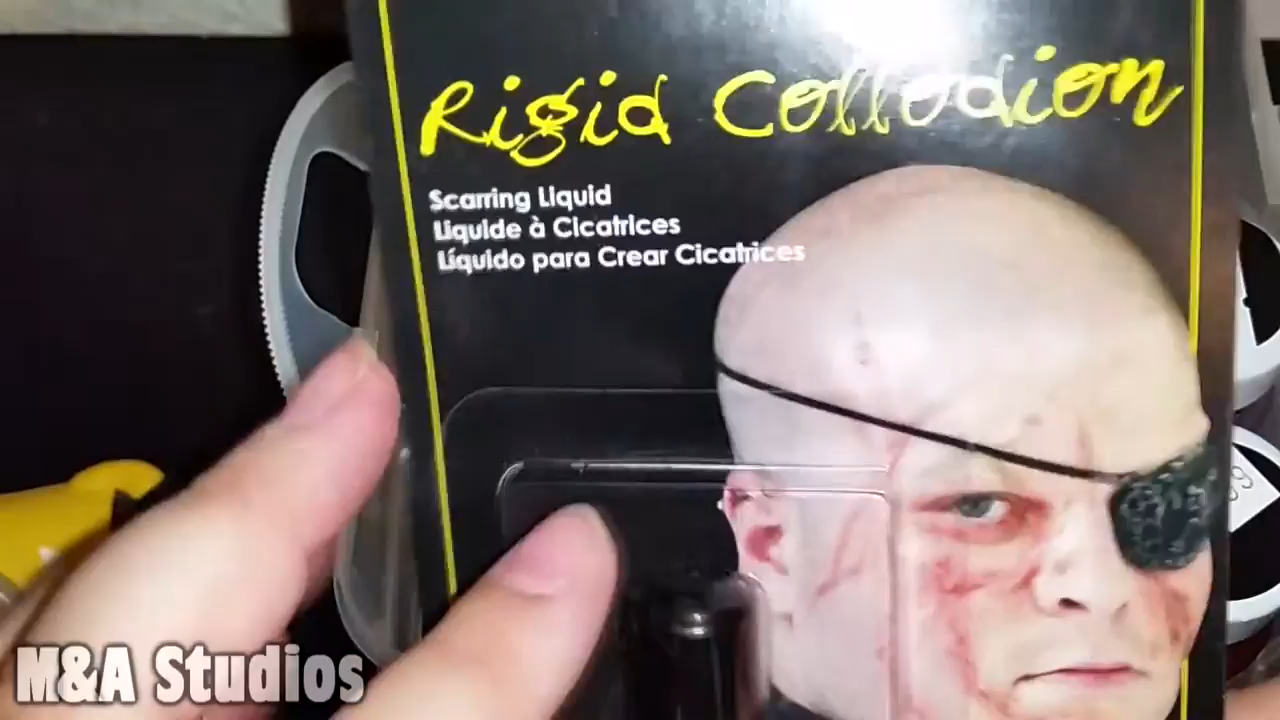 Rigid Collodion
Scarring Liquid
Liquide à Cicatrices
Líquido para Crear Cicatrices
M&A Studios